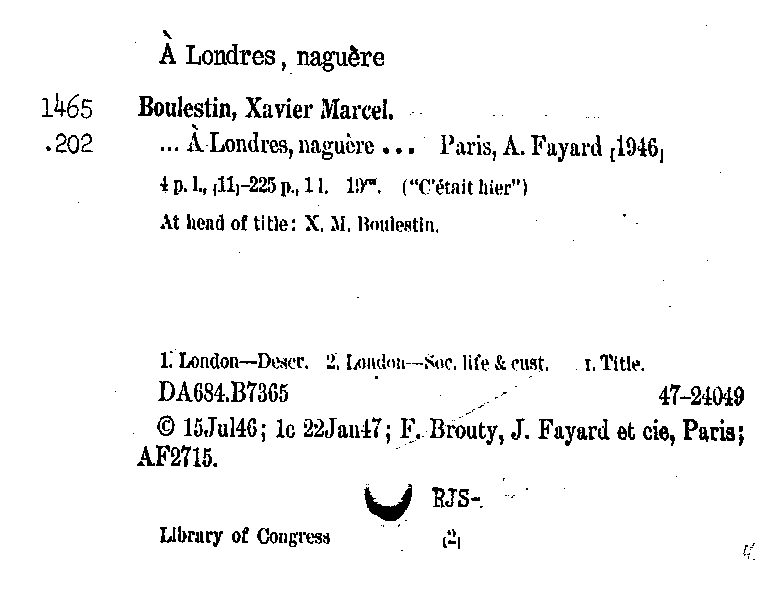 À Londres, naguère
1465 Boulestin, Xavier Marcel.
.202 ... À Londres, naguère ... Paris, A. Fayard [1946]
4 p. l., [11]-225 p., 1 l. 19ᶜᵐ. ("C'était hier")
At head of title: X. M. Boulestin.
1. London—Descr. 2. London—Soc. life & cust. I. Title.
DA684.B7365 47-24049
© 15Jul46; 1c 22Jan47; F. Brouty, J. Fayard et cie, Paris;
AF2715.
RJS-
Library of Congress [2]